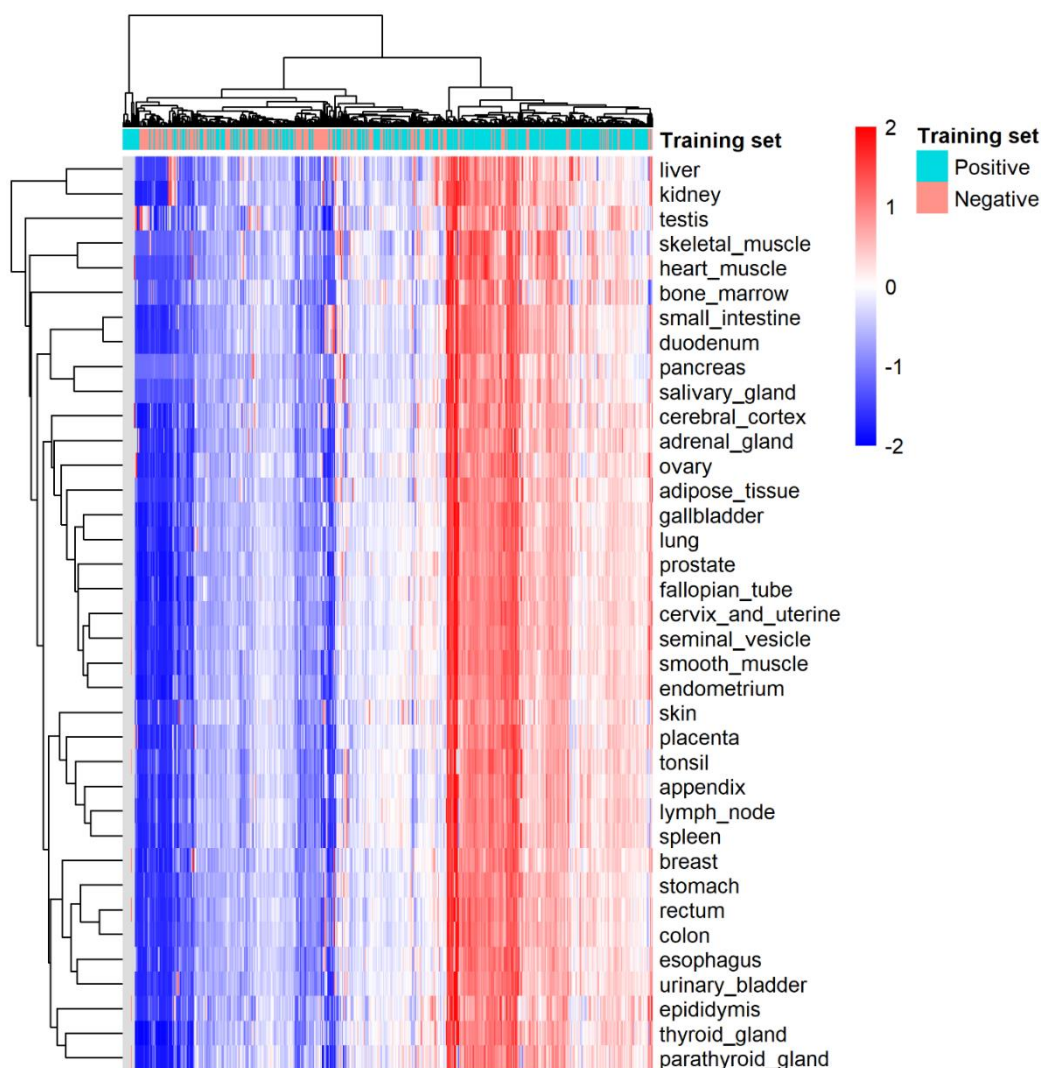 Training set
liver
kidney
testis
skeletal_muscle
heart_muscle
bone_marrow
small_intestine
duodenum
pancreas
salivary_gland
cerebral_cortex
adrenal_gland
ovary
adipose_tissue
gallbladder
lung
prostate
fallopian_tube
cervix_and_uterine
seminal_vesicle
smooth_muscle
endometrium
skin
placenta
tonsil
appendix
lymph_node
spleen
breast
stomach
rectum
colon
esophagus
urinary_bladder
epididymis
thyroid_gland
parathyroid_gland
2
1
0
-1
-2
Training set
Positive
Negative